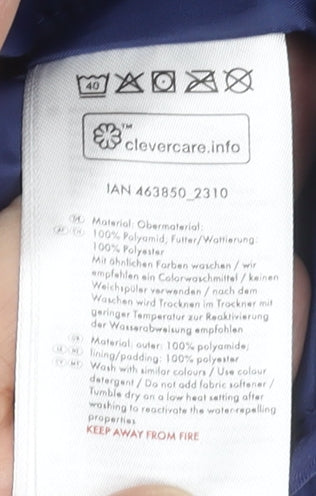 40
clevercare.info™
IAN 463850_2310
Material: Obermaterial:
100% Polyamid, Futter/Wattierung:
100% Polyester
Mit ähnlichen Farben waschen / wir
empfehlen ein Colorwaschmittel / keinen
Weichspüler verwenden / nach dem
Waschen wird Trocknen im Trockner mit
geringer Temperatur zur Reaktivierung
der Wasserabweisung empfohlen
Material: outer: 100% polyamide;
lining/padding: 100% polyester
Wash with similar colours / Use colour
detergent / Do not add fabric softener /
Tumble dry on a low heat setting after
washing to reactivate the water-repelling
properties
KEEP AWAY FROM FIRE